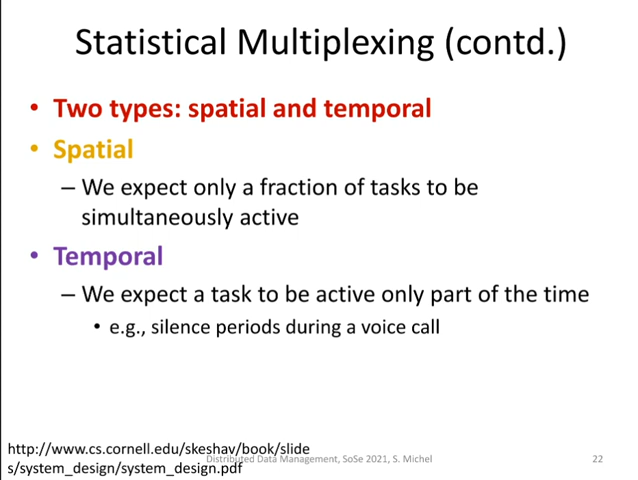 Statistical Multiplexing (contd.)
• Two types: spatial and temporal
• Spatial
– We expect only a fraction of tasks to be
simultaneously active
• Temporal
– We expect a task to be active only part of the time
• e.g., silence periods during a voice call
http://www.cs.cornell.edu/skeshav/book/slide
s/system_design/system_design.pdf
Distributed Data Management, SoSe 2021, S. Michel
22